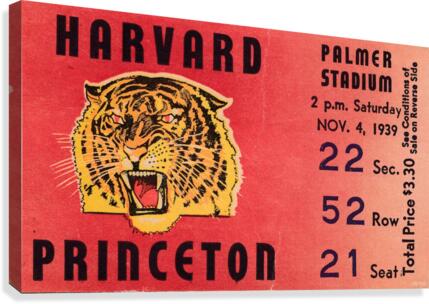 HARVARD
PRINCETON
PALMER
STADIUM
2 p.m. Saturday
NOV. 4, 1939
22 Sec.
52 Row
21 Seat
Total Price $3.30
See Conditions of
Sale on Reverse Side